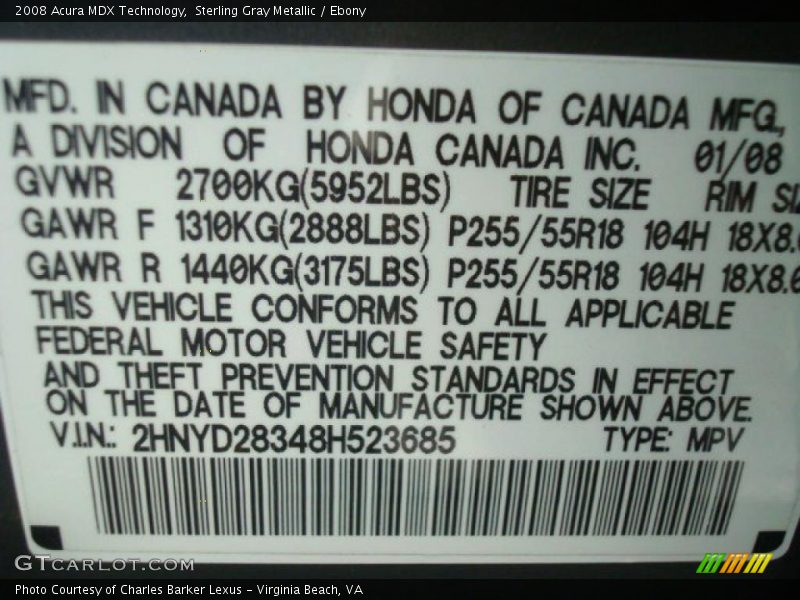 2008 Acura MDX Technology, Sterling Gray Metallic / Ebony
MFD. IN CANADA BY HONDA OF CANADA MFG.,
A DIVISION OF HONDA CANADA INC. 01/08
GVWR 2700KG(5952LBS) TIRE SIZE RIM
GAWR F 1310KG(2888LBS) P255/55R18 104H 18X8.
GAWR R 1440KG(3175LBS) P255/55R18 104H 18X8.
THIS VEHICLE CONFORMS TO ALL APPLICABLE
FEDERAL MOTOR VEHICLE SAFETY
AND THEFT PREVENTION STANDARDS IN EFFECT
ON THE DATE OF MANUFACTURE SHOWN ABOVE.
V.I.N.: 2HNYD28348H523685 TYPE: MPV
GTCARLOT.COM
Photo Courtesy of Charles Barker Lexus - Virginia Beach, VA